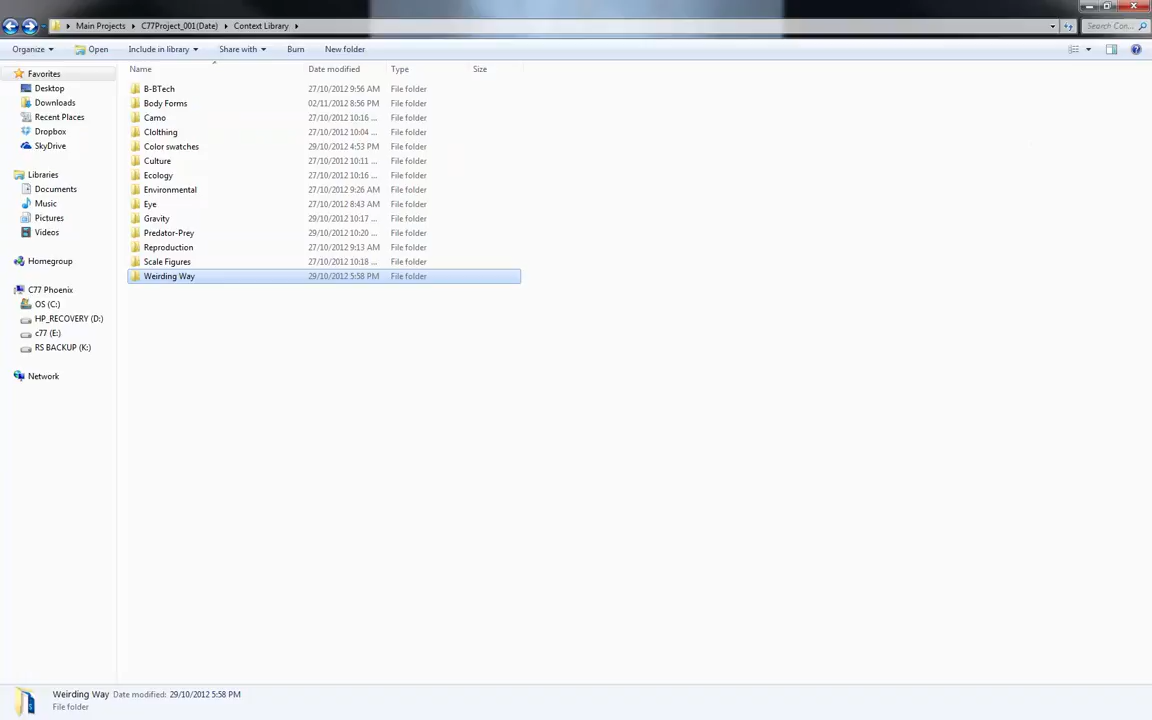 Main Projects C77Project_001(Date) Context Library Search Con...
Organize Open Include in library Share with Burn New folder
Favorites
Desktop
Downloads
Recent Places
Dropbox
SkyDrive
Libraries
Documents
Music
Pictures
Videos
Homegroup
C77 Phoenix
OS (C:)
HP_RECOVERY (D:)
c77 (E:)
RS BACKUP (K:)
Network
Name Date modified Type Size
B-BTech 27/10/2012 9:56 AM File folder
Body Forms 02/11/2012 8:56 PM File folder
Camo 27/10/2012 10:16 ... File folder
Clolthing 27/10/2012 10:04 ... File folder
Color swatches 29/10/2012 4:53 PM File folder
Culture 27/10/2012 10:11 ... File folder
Ecology 27/10/2012 10:16 ... File folder
Environmental 27/10/2012 9:26 AM File folder
Eye 27/10/2012 8:43 AM File folder
Gravity 29/10/2012 10:17 ... File folder
Predator-Prey 27/10/2012 10:20 ... File folder
Reproduction 27/10/2012 9:13 AM File folder
Scale Figures 27/10/2012 10:18 ... File folder
Weirding Way 29/10/2012 5:58 PM File folder
Weirding Way Date modified: 29/10/2012 5:58 PM
File folder